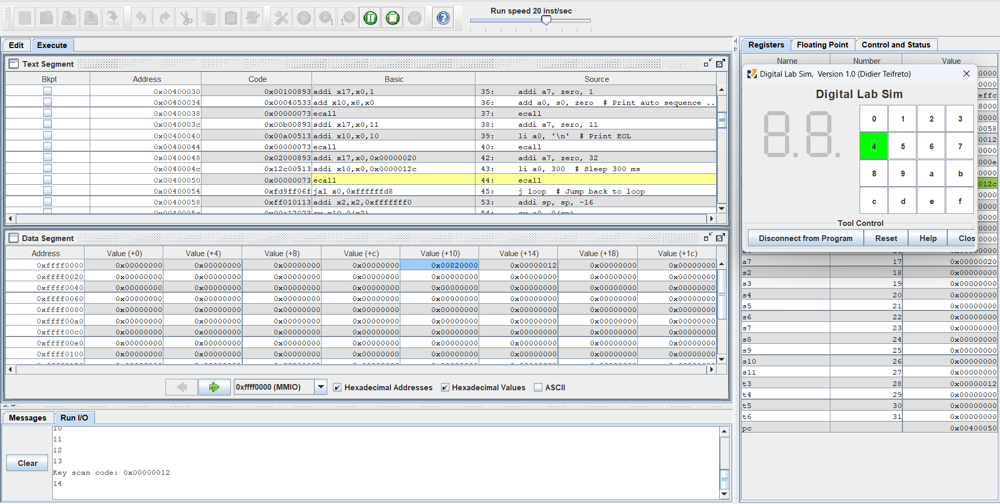 Run speed 20 inst/sec
Edit Execute
Text Segment
Bkpt Address Code Basic Source
0x00400030 0x00100893 addi x17,x0,1 35: addi a7, zero, 1
0x00400034 0x00040533 add x10,x8,x0 36: add a0, s0, zero # Print auto sequence ..
0x00400038 0x00000073 ecall 37: ecall
0x0040003c 0x00b00893 addi x17,x0,11 38: addi a7, zero, 11
0x00400040 0x00a00513 addi x10,x0,10 39: li a0, '\n' # Print EOL
0x00400044 0x00000073 ecall 40: ecall
0x00400048 0x02000893 addi x17,x0,0x00000020 42: addi a7, zero, 32
0x0040004c 0x12c00513 addi x10,x0,0x0000012c 43: li a0, 300 # Sleep 300 ms
0x00400050 0x00000073 ecall 44: ecall
0x00400054 0xfd9ff06f jal x0,0xffffffd8 45: j loop # Jump back to loop
0x00400058 0xff010113 addi x2,x2,0xfffffff0 53: addi sp, sp, -16
0x0040005c 0x00a12023 sw x10,0(x2) 54: sw a0, 0(sp)
Data Segment
Address Value (+0) Value (+4) Value (+8) Value (+c) Value (+10) Value (+14) Value (+18) Value (+1c)
0xffff0000 0x00000000 0x00000000 0x00000000 0x00000000 0x00820000 0x00000012 0x00000000 0x00000000
0xffff0020 0x00000000 0x00000000 0x00000000 0x00000000 0x00000000 0x00000000 0x00000000 0x00000000
0xffff0040 0x00000000 0x00000000 0x00000000 0x00000000 0x00000000 0x00000000 0x00000000 0x00000000
0xffff0060 0x00000000 0x00000000 0x00000000 0x00000000 0x00000000 0x00000000 0x00000000 0x00000000
0xffff0080 0x00000000 0x00000000 0x00000000 0x00000000 0x00000000 0x00000000 0x00000000 0x00000000
0xffff00a0 0x00000000 0x00000000 0x00000000 0x00000000 0x00000000 0x00000000 0x00000000 0x00000000
0xffff00c0 0x00000000 0x00000000 0x00000000 0x00000000 0x00000000 0x00000000 0x00000000 0x00000000
0xffff00e0 0x00000000 0x00000000 0x00000000 0x00000000 0x00000000 0x00000000 0x00000000 0x00000000
0xffff0100 0x00000000 0x00000000 0x00000000 0x00000000 0x00000000 0x00000000 0x00000000 0x00000000
0xffff0000 (MMIO) Hexadecimal Addresses Hexadecimal Values ASCII
Messages Run I/O
Clear
10
11
12
13
Key scan code: 0x00000012
14
Registers Floating Point Control and Status
Name Number Value
Digital Lab Sim, Version 1.0 (Didier Teifreto)
Digital Lab Sim
0 1 2 3
4 5 6 7
8 9 a b
c d e f
Tool Control
Disconnect from Program Reset Help Clos
0000
0000
effc
8000
0000
0058
0012
0000
000e
0000
012c
0000
0000
0000
0000
0000
a7 17 0x00000020
s2 18 0x00000000
s3 19 0x00000000
s4 20 0x00000000
s5 21 0x00000000
s6 22 0x00000000
s7 23 0x00000000
s8 24 0x00000000
s9 25 0x00000000
s10 26 0x00000000
s11 27 0x00000000
t3 28 0x00000012
t4 29 0x00000000
t5 30 0x00000000
t6 31 0x00000000
pc 0x00400050